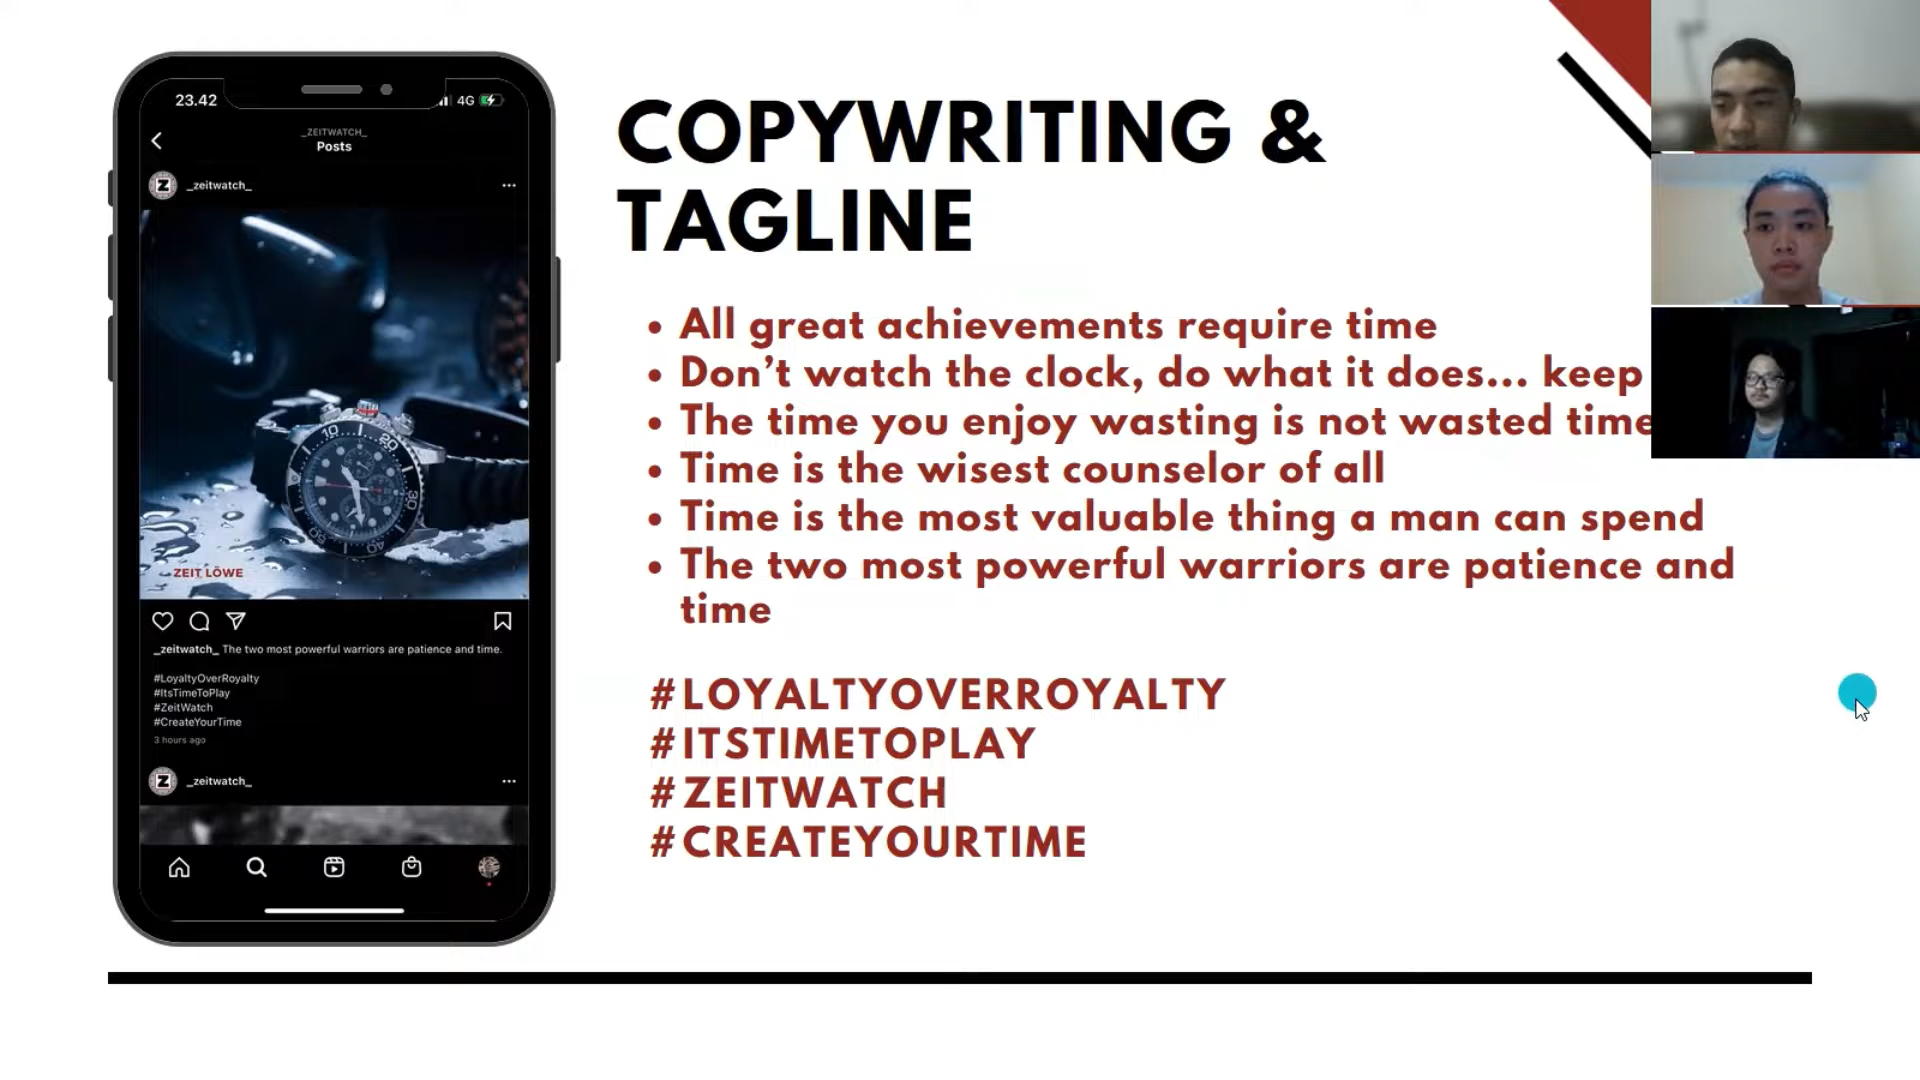 23.42
4G
_ZEITWATCH_
Posts
_zeitwatch_
ZEIT LÖWE
_zeitwatch_ The two most powerful warriors are patience and time.
#LoyaltyOverRoyalty
#ItsTimeToPlay
#ZeitWatch
#CreateYourTime
3 hours ago
_zeitwatch_
COPYWRITING &
TAGLINE
• All great achievements require time
• Don’t watch the clock, do what it does... keep
• The time you enjoy wasting is not wasted time
• Time is the wisest counselor of all
• Time is the most valuable thing a man can spend
• The two most powerful warriors are patience and
time
#LOYALTYOVERROYALTY
#ITSTIMETOPLAY
#ZEITWATCH
#CREATEYOURTIME